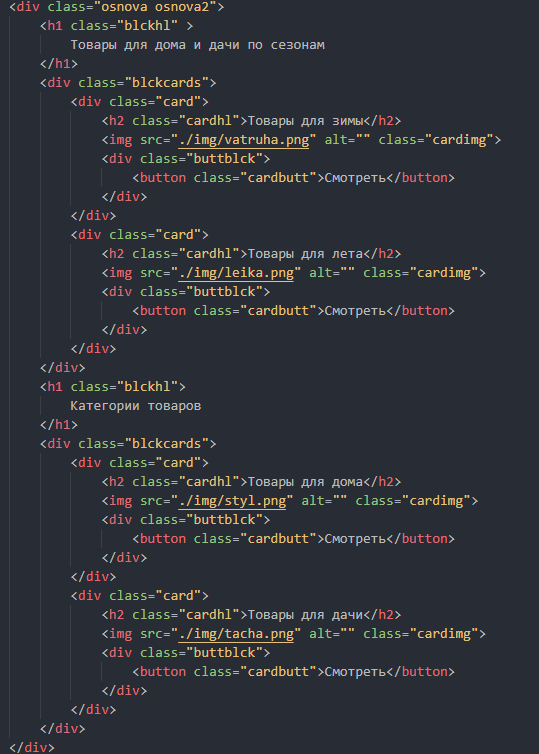 <div class="osnova osnova2">
<h1 class="blckhl" >
Товары для дома и дачи по сезонам
</h1>
<div class="blckcards">
<div class="card">
<h2 class="cardhl">Товары для зимы</h2>
<img src="./img/vatruha.png" alt="" class="cardimg">
<div class="buttblck">
<button class="cardbutt">Смотреть</button>
</div>
</div>
<div class="card">
<h2 class="cardhl">Товары для лета</h2>
<img src="./img/leika.png" alt="" class="cardimg">
<div class="buttblck">
<button class="cardbutt">Смотреть</button>
</div>
</div>
</div>
<h1 class="blckhl">
Категории товаров
</h1>
<div class="blckcards">
<div class="card">
<h2 class="cardhl">Товары для дома</h2>
<img src="./img/styl.png" alt="" class="cardimg">
<div class="buttblck">
<button class="cardbutt">Смотреть</button>
</div>
</div>
<div class="card">
<h2 class="cardhl">Товары для дачи</h2>
<img src="./img/tacha.png" alt="" class="cardimg">
<div class="buttblck">
<button class="cardbutt">Смотреть</button>
</div>
</div>
</div>
</div>